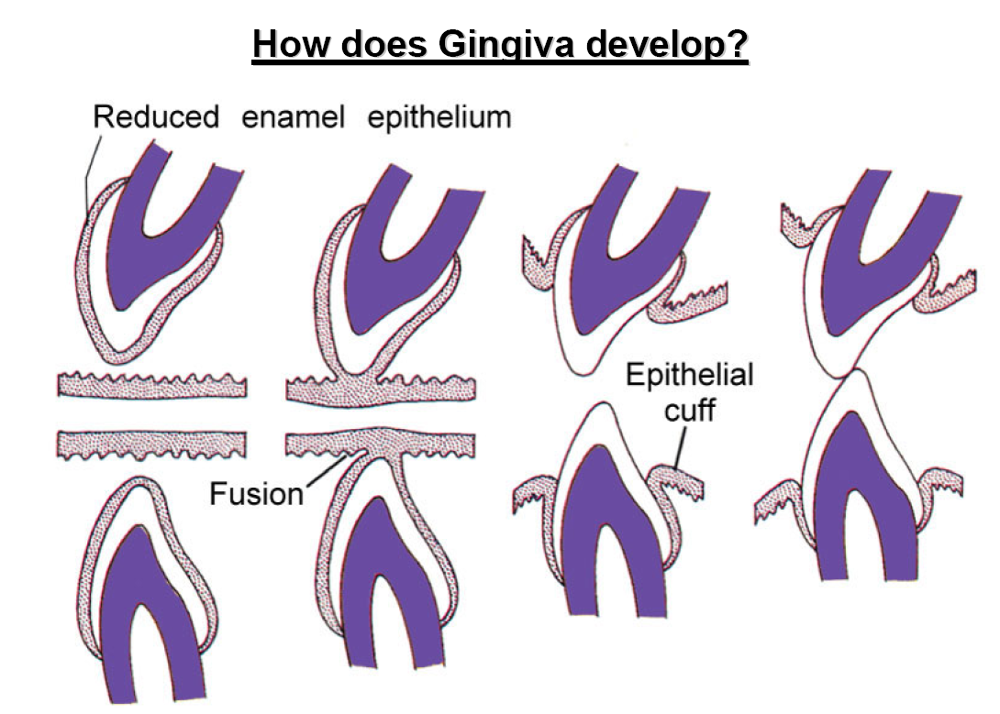 How does Gingiva develop?
Reduced enamel epithelium
Epithelial
cuff
Fusion